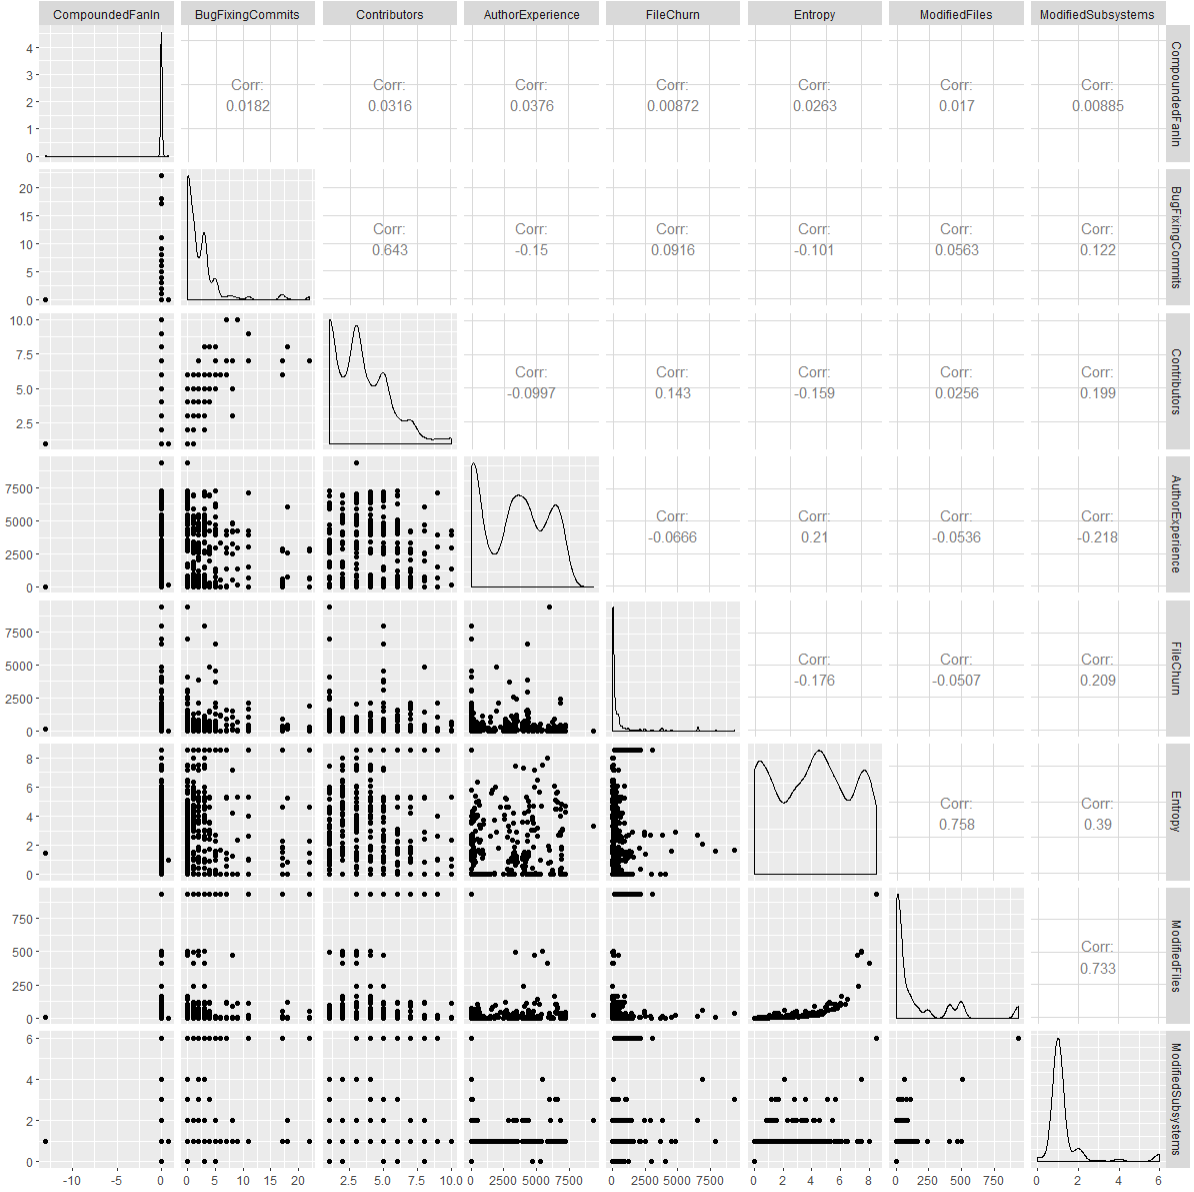 CompoundedFanIn BugFixingCommits Contributors AuthorExperience FileChurn Entropy ModifiedFiles ModifiedSubsystems
4
3
2
1
0
Corr:
0.0182
Corr:
0.0316
Corr:
0.0376
Corr:
0.00872
Corr:
0.0263
Corr:
0.017
Corr:
0.00885
CompoundedFanIn
20
15
10
5
0
Corr:
0.643
Corr:
-0.15
Corr:
0.0916
Corr:
-0.101
Corr:
0.0563
Corr:
0.122
BugFixingCommits
10.0
7.5
5.0
2.5
Corr:
-0.0997
Corr:
0.143
Corr:
-0.159
Corr:
0.0256
Corr:
0.199
Contributors
7500
5000
2500
0
Corr:
-0.0666
Corr:
0.21
Corr:
-0.0536
Corr:
-0.218
AuthorExperience
7500
5000
2500
0
Corr:
-0.176
Corr:
-0.0507
Corr:
0.209
FileChurn
8
6
4
2
0
Corr:
0.758
Corr:
0.39
Entropy
750
500
250
0
Corr:
0.733
ModifiedFiles
6
4
2
0
ModifiedSubsystems
-10 -5 0 0 5 10 15 20 2.5 5.0 7.5 10.0 0 2500 5000 7500 0 2500 5000 7500 0 2 4 6 8 0 250 500 750 0 2 4 6